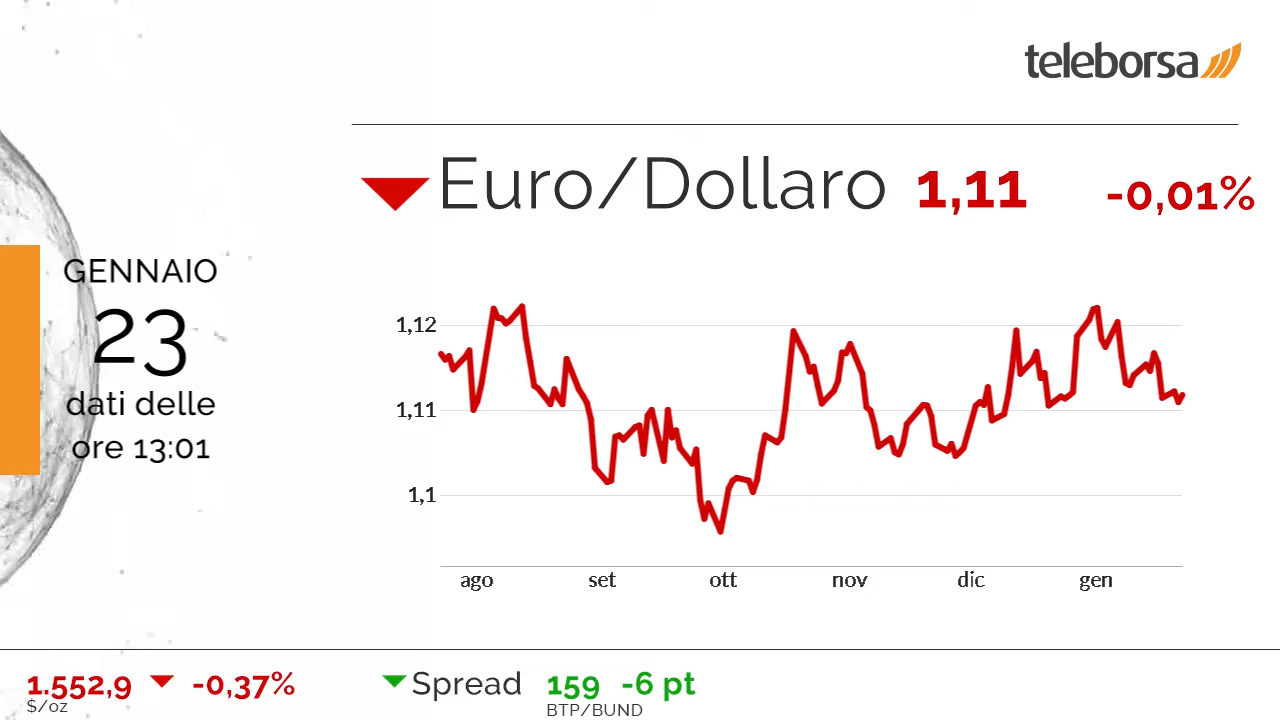 teleborsa
Euro/Dollaro 1,11 -0,01%
GENNAIO
23
dati delle
ore 13:01
1,12
1,11
1,1
ago set ott nov dic gen
1.552,9 -0,37%
$/oz
Spread 159 -6 pt
BTP/BUND